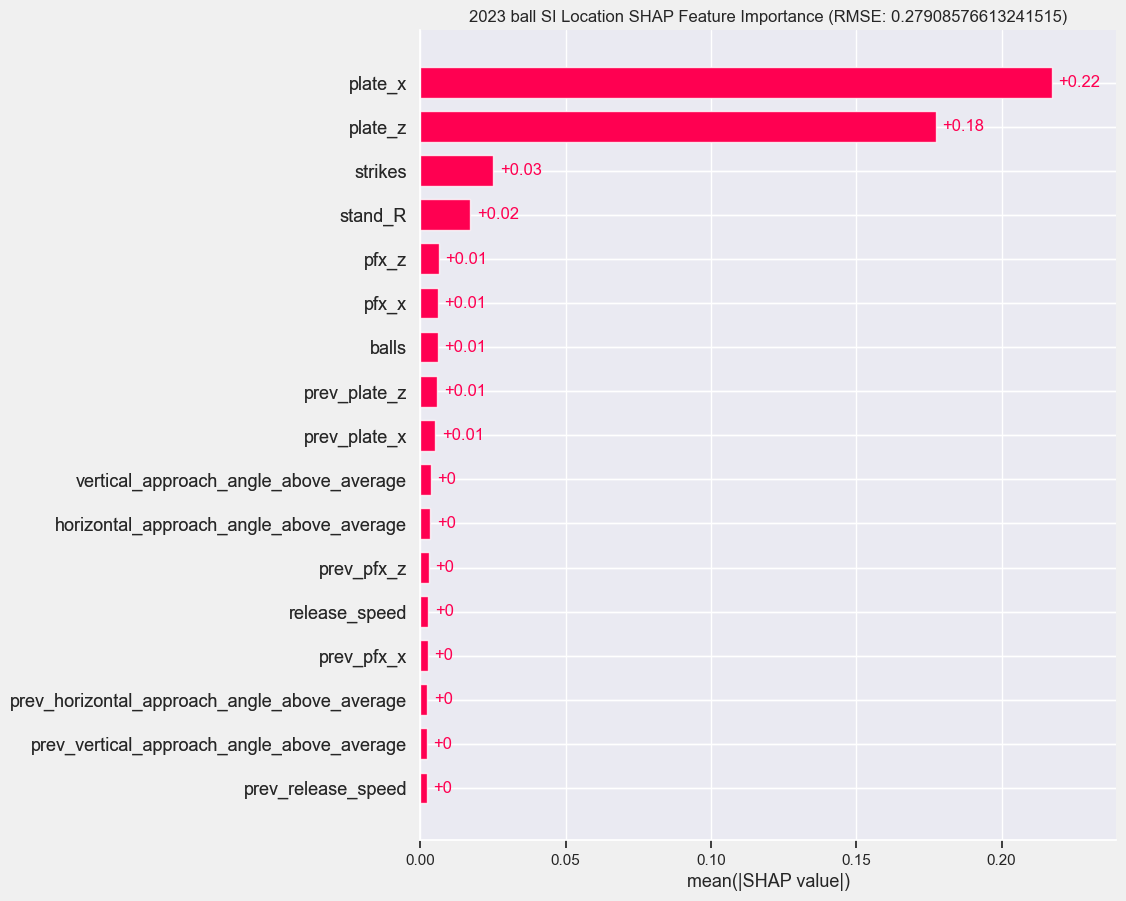 2023 ball SI Location SHAP Feature Importance (RMSE: 0.27908576613241515)
plate_x +0.22
plate_z +0.18
strikes +0.03
stand_R +0.02
pfx_z +0.01
pfx_x +0.01
balls +0.01
prev_plate_z +0.01
prev_plate_x +0.01
vertical_approach_angle_above_average +0
horizontal_approach_angle_above_average +0
prev_pfx_z +0
release_speed +0
prev_pfx_x +0
prev_horizontal_approach_angle_above_average +0
prev_vertical_approach_angle_above_average +0
prev_release_speed +0
0.00 0.05 0.10 0.15 0.20
mean(|SHAP value|)